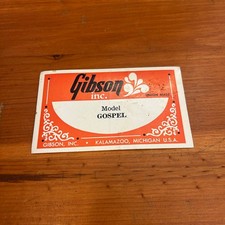 Gibson
inc.
Model
GOSPEL
GIBSON, INC. • KALAMAZOO, MICHIGAN U.S.A.